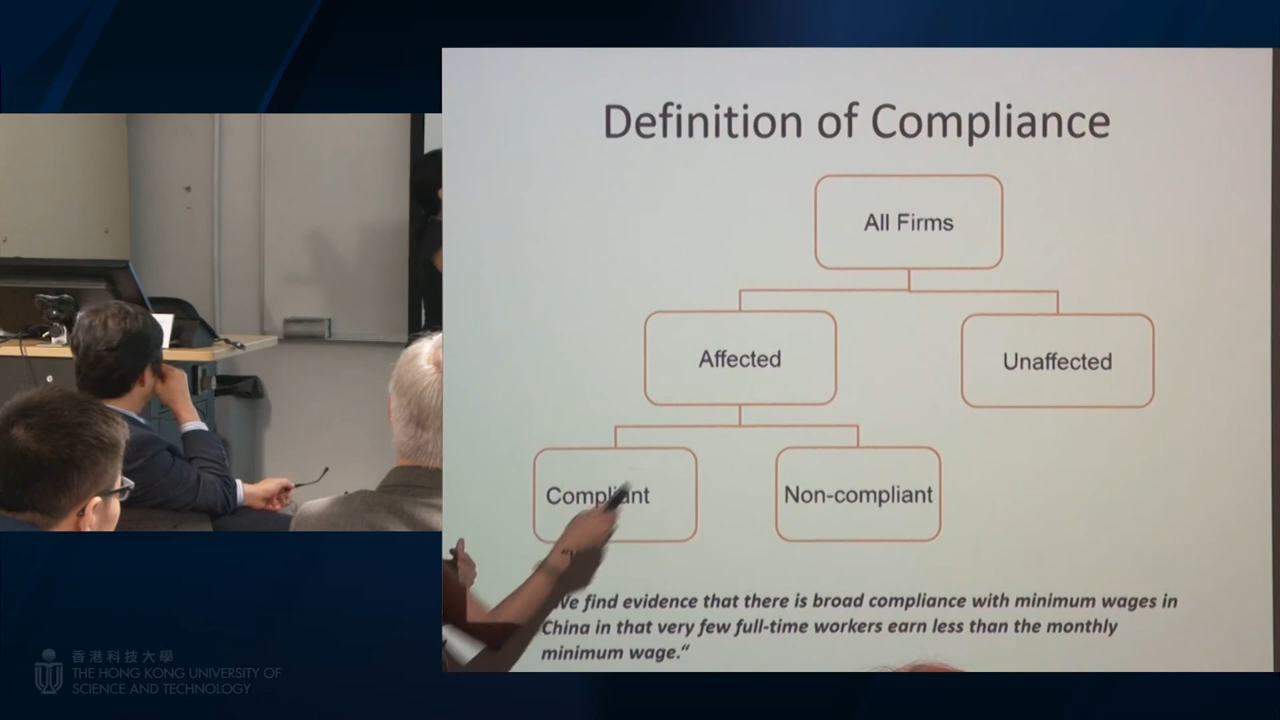 Definition of Compliance
All Firms
Affected
Unaffected
Compliant
Non-compliant
We find evidence that there is broad compliance with minimum wages in
China in that very few full-time workers earn less than the monthly
minimum wage.“
香港科技大學
THE HONG KONG UNIVERSITY OF
SCIENCE AND TECHNOLOGY